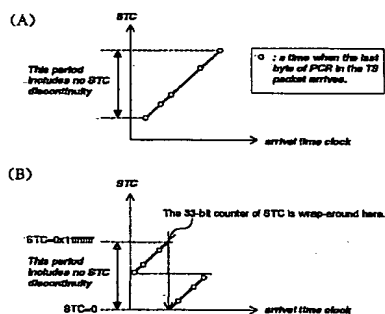 (A)
STC
This period
includes no STC
discontinuity
o : a time when the last
byte of PCR in the TS
packet arrives.
arrival time clock
(B)
STC
The 33-bit counter of STC is wrap-around here.
This period
includes no STC
discontinuity
STC=0
arrival time clock